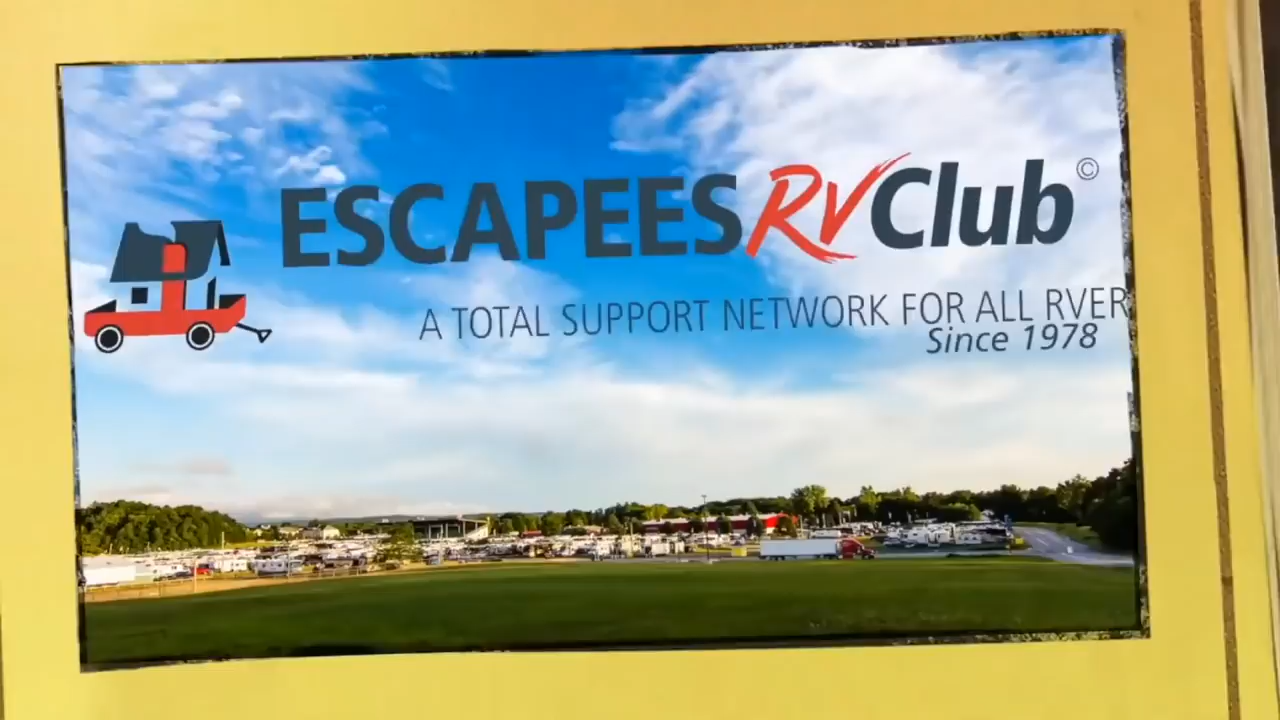 ESCAPEES RV Club©
A TOTAL SUPPORT NETWORK FOR ALL RVER
Since 1978